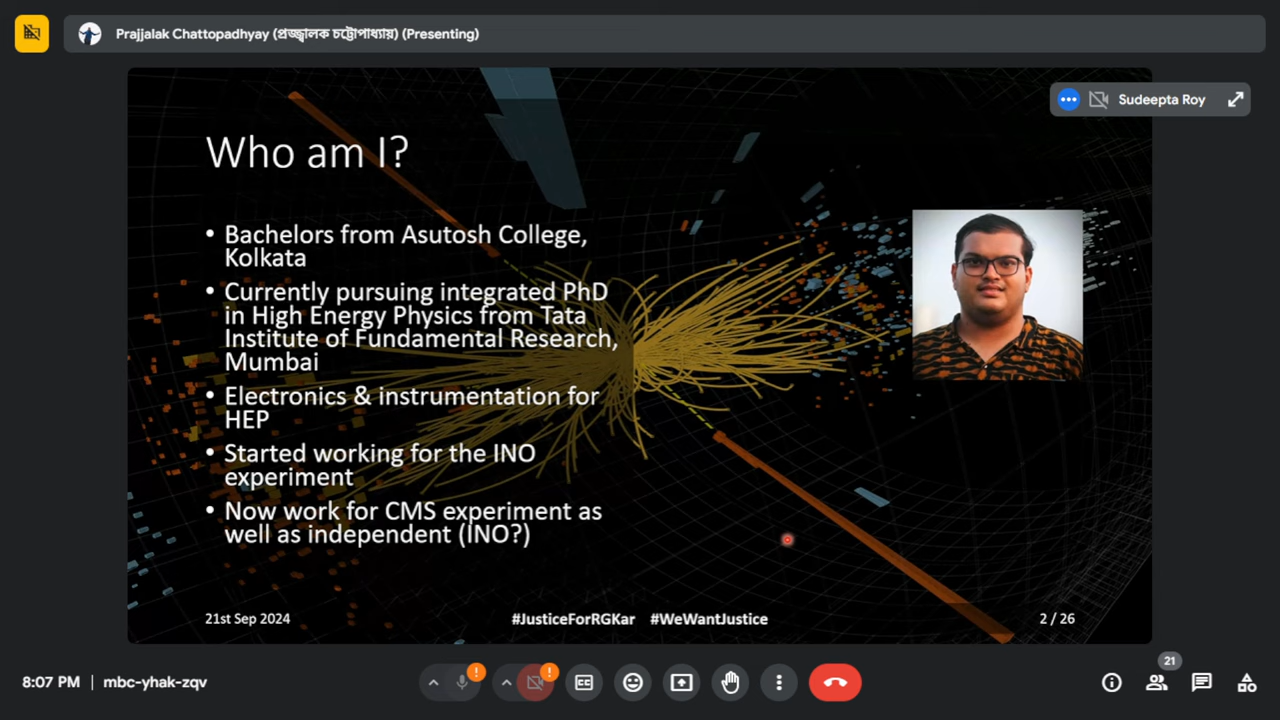 Prajjalak Chattopadhyay (প্রজ্জ্বালক চট্টোপাধ্যায়) (Presenting)
Sudeepta Roy
Who am I?
• Bachelors from Asutosh College,
Kolkata
• Currently pursuing integrated PhD
in High Energy Physics from Tata
Institute of Fundamental Research,
Mumbai
• Electronics & instrumentation for
HEP
• Started working for the INO
experiment
• Now work for CMS experiment as
well as independent (INO?)
21st Sep 2024
#JusticeForRGKar #WeWantJustice
2 / 26
8:07 PM | mbc-yhak-zqv
21